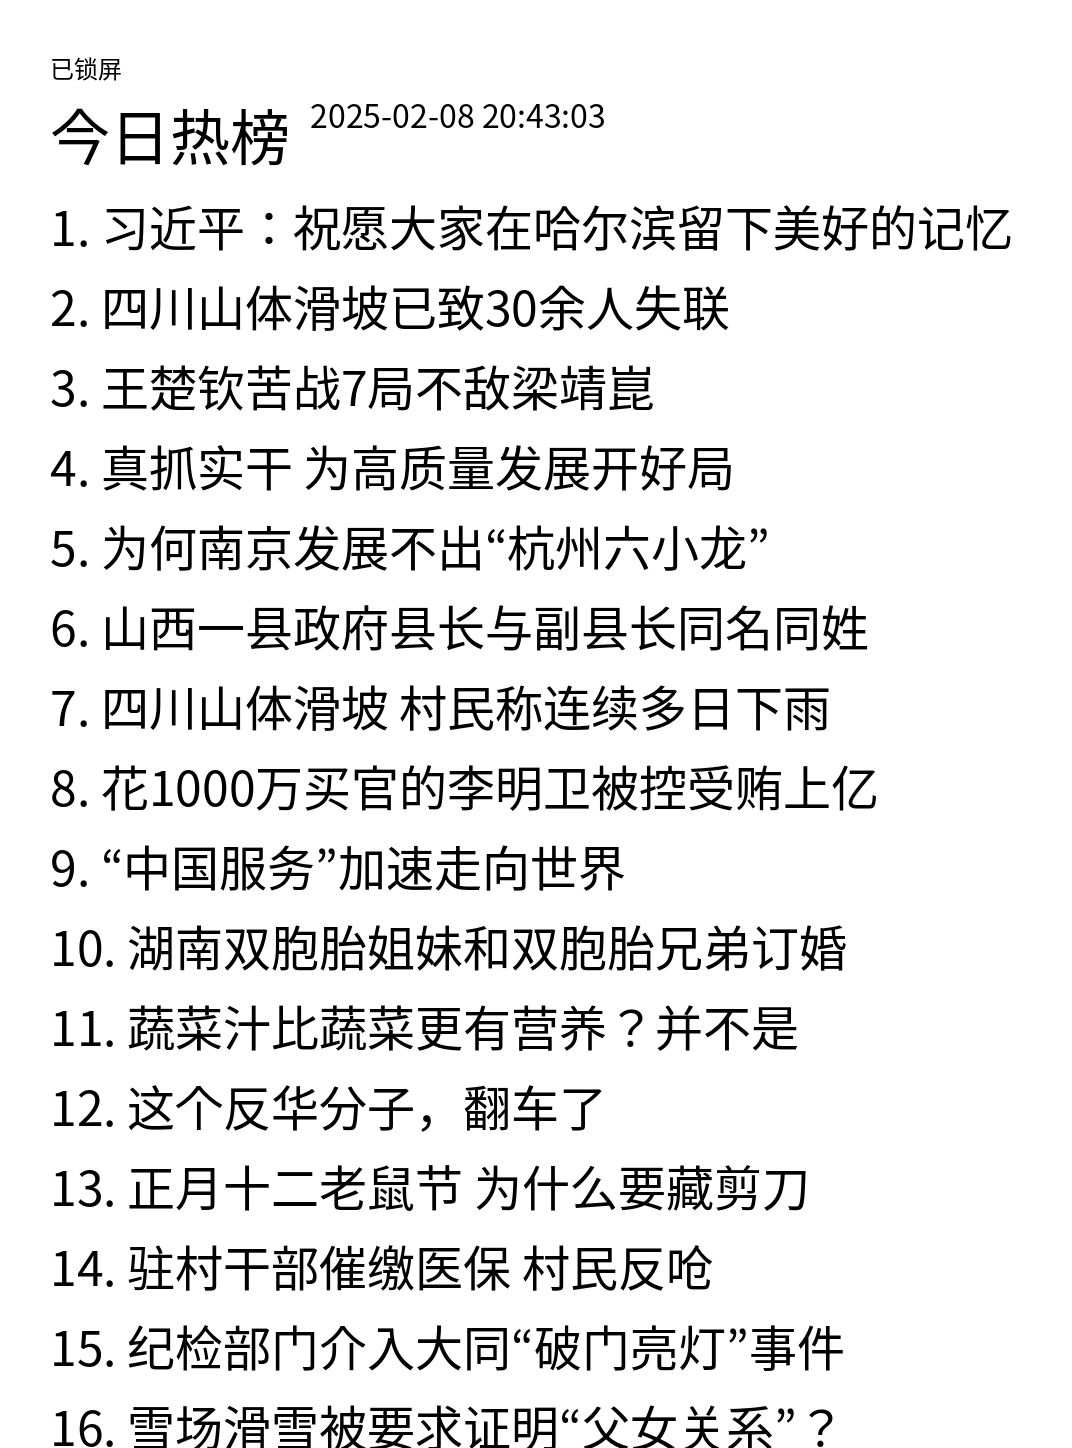 已锁屏
今日热榜 2025-02-08 20:43:03
1. 习近平：祝愿大家在哈尔滨留下美好的记忆
2. 四川山体滑坡已致30余人失联
3. 王楚钦苦战7局不敌梁靖崑
4. 真抓实干 为高质量发展开好局
5. 为何南京发展不出“杭州六小龙”
6. 山西一县政府县长与副县长同名同姓
7. 四川山体滑坡 村民称连续多日下雨
8. 花1000万买官的李明卫被控受贿上亿
9. “中国服务”加速走向世界
10. 湖南双胞胎姐妹和双胞胎兄弟订婚
11. 蔬菜汁比蔬菜更有营养？并不是
12. 这个反华分子，翻车了
13. 正月十二老鼠节 为什么要藏剪刀
14. 驻村干部催缴医保 村民反呛
15. 纪检部门介入大同“破门亮灯”事件
16. 雪场滑雪被要求证明“父女关系”？